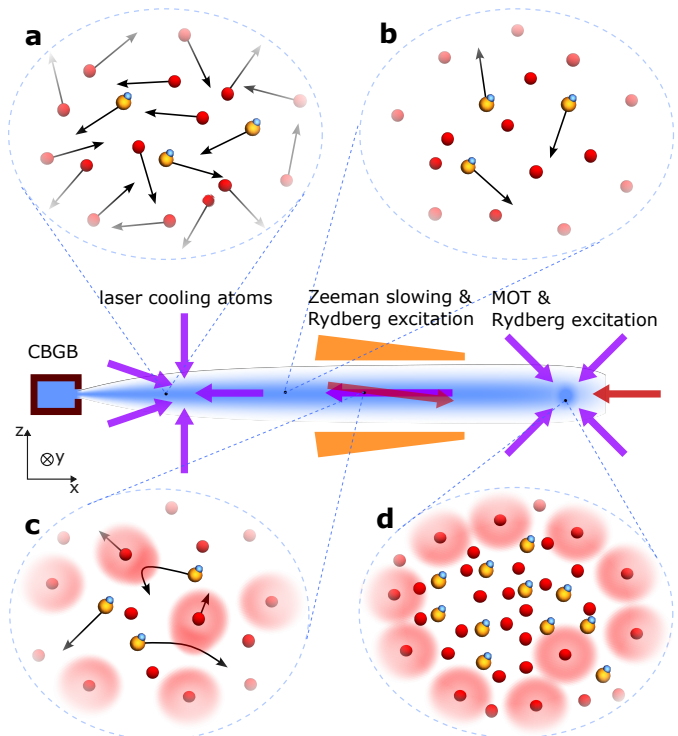 a
b
laser cooling atoms
Zeeman slowing &
Rydberg excitation
MOT &
Rydberg excitation
CBGB
z
⊗y
x
c
d